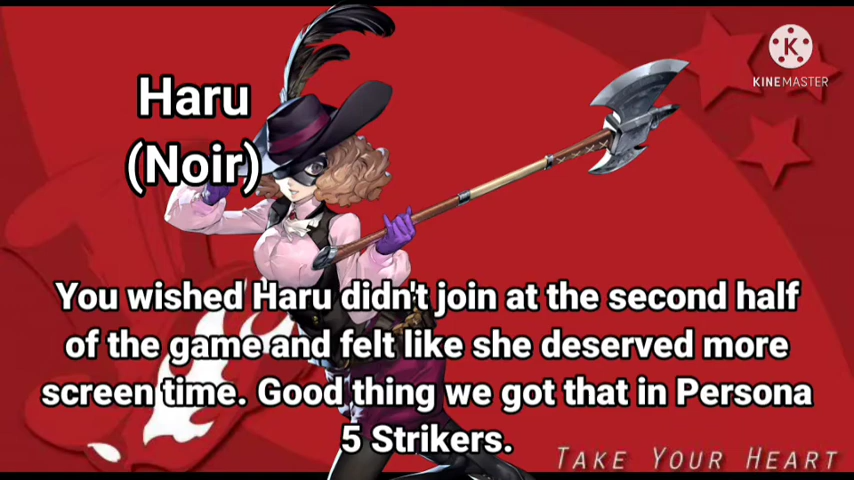 Haru
(Noir)
K
KINEMASTER
You wished Haru didn't join at the second half
of the game and felt like she deserved more
screen time. Good thing we got that in Persona
5 Strikers.
TAKE YOUR HEART